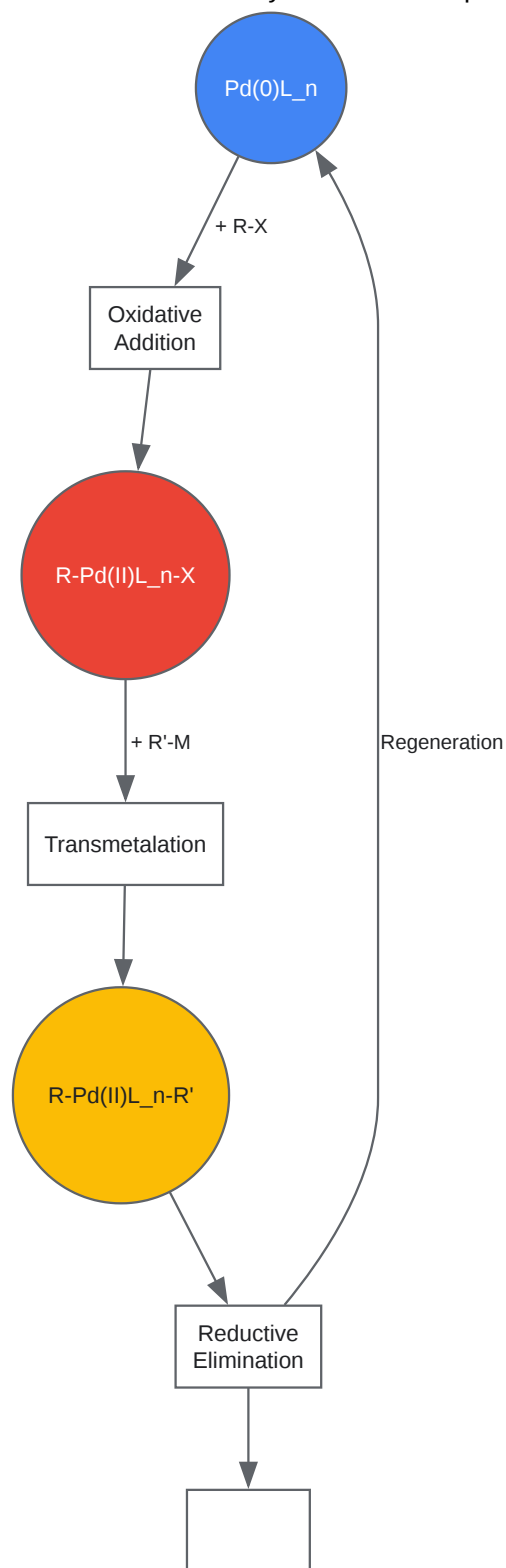 Pd(0)L_n
+ R-X
Oxidative
Addition
R-Pd(II)L_n-X
+ R'-M
Regeneration
Transmetalation
R-Pd(II)L_n-R'
Reductive
Elimination